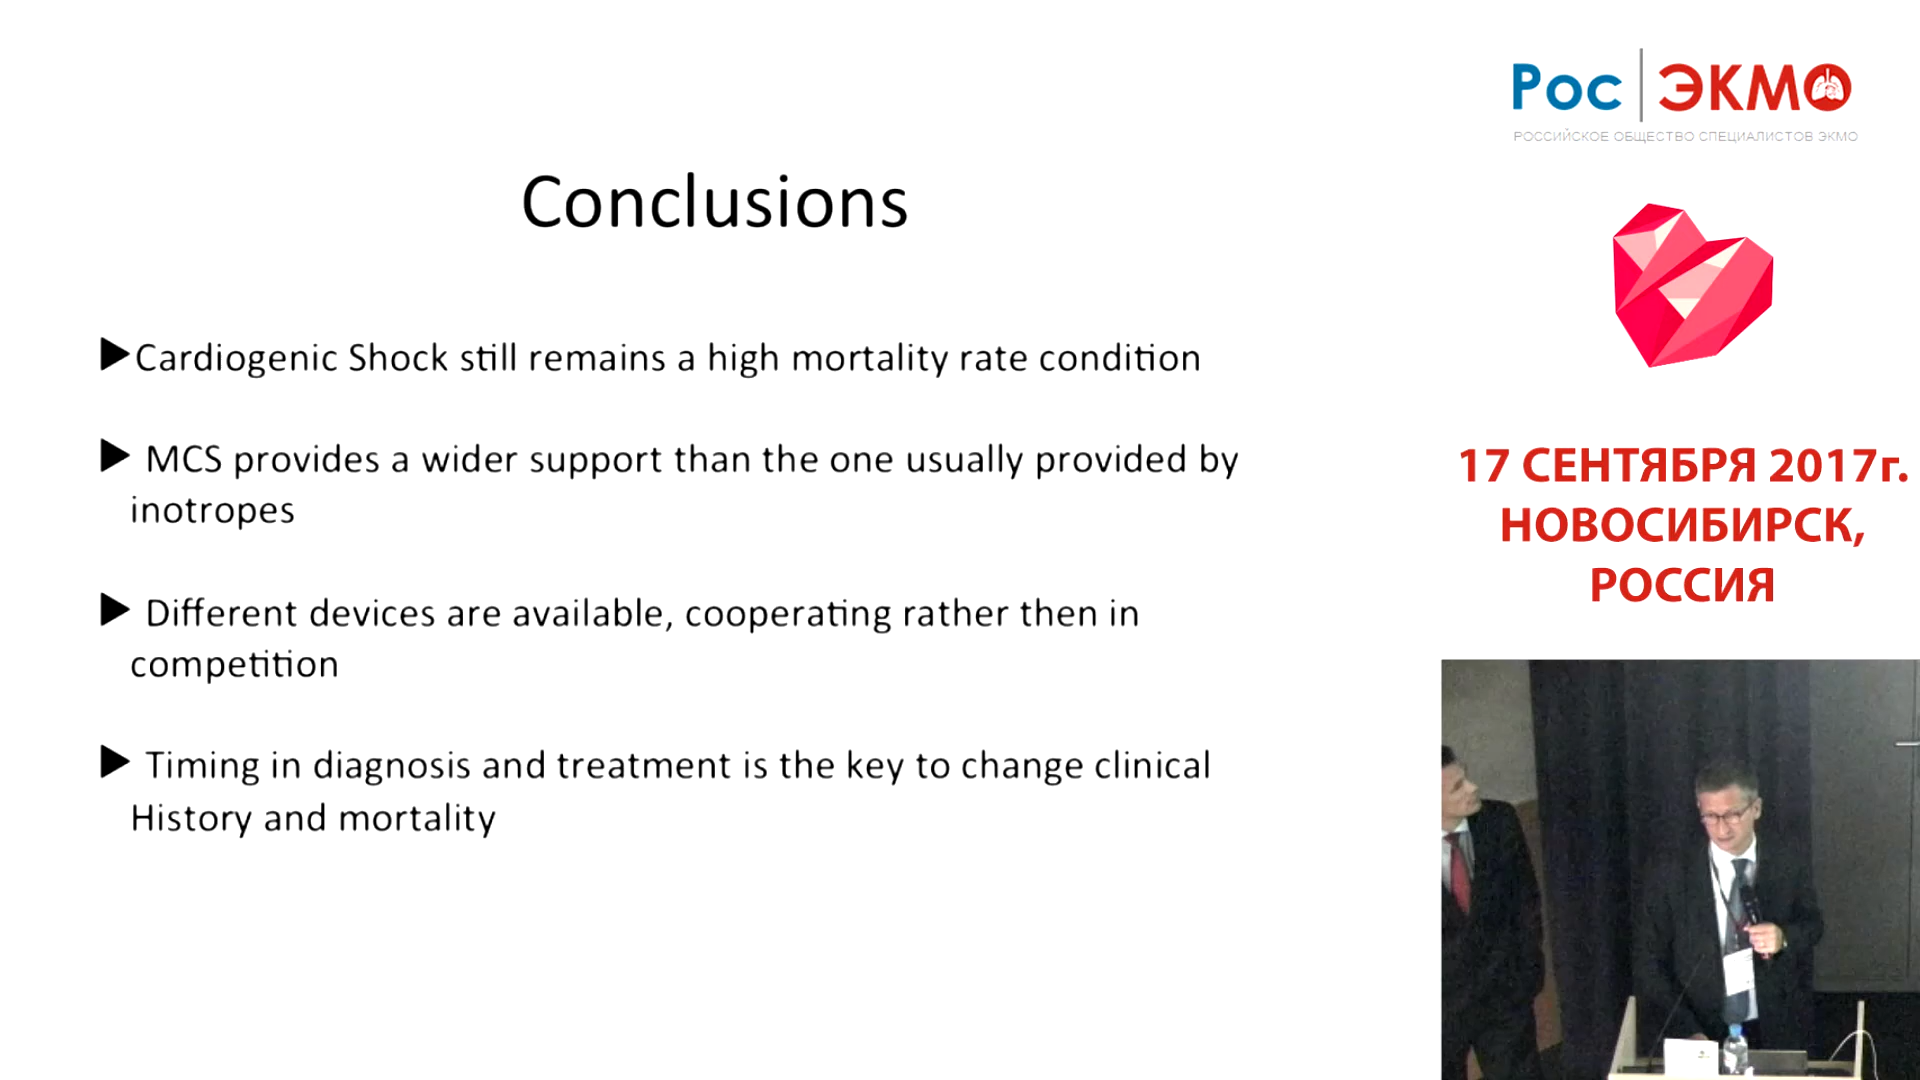 Рос ЭКМО
РОССИЙСКОЕ ОБЩЕСТВО СПЕЦИАЛИСТОВ ЭКМО
Conclusions
▶Cardiogenic Shock still remains a high mortality rate condition
▶ MCS provides a wider support than the one usually provided by
inotropes
▶ Different devices are available, cooperating rather then in
competition
▶ Timing in diagnosis and treatment is the key to change clinical
History and mortality
17 СЕНТЯБРЯ 2017г.
НОВОСИБИРСК,
РОССИЯ